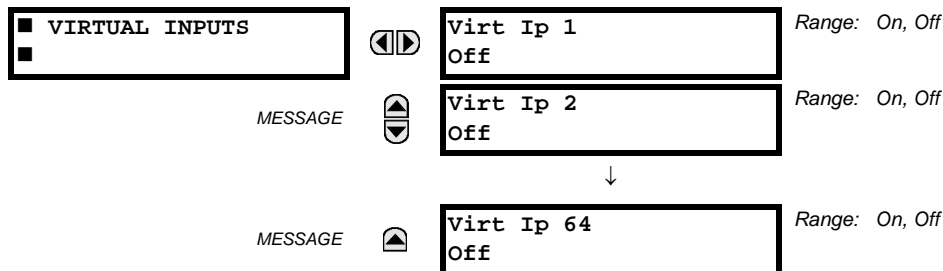 ■ VIRTUAL INPUTS
■
Virt Ip 1
Off
Range: On, Off
MESSAGE
Virt Ip 2
Off
Range: On, Off
↓
MESSAGE
Virt Ip 64
Off
Range: On, Off